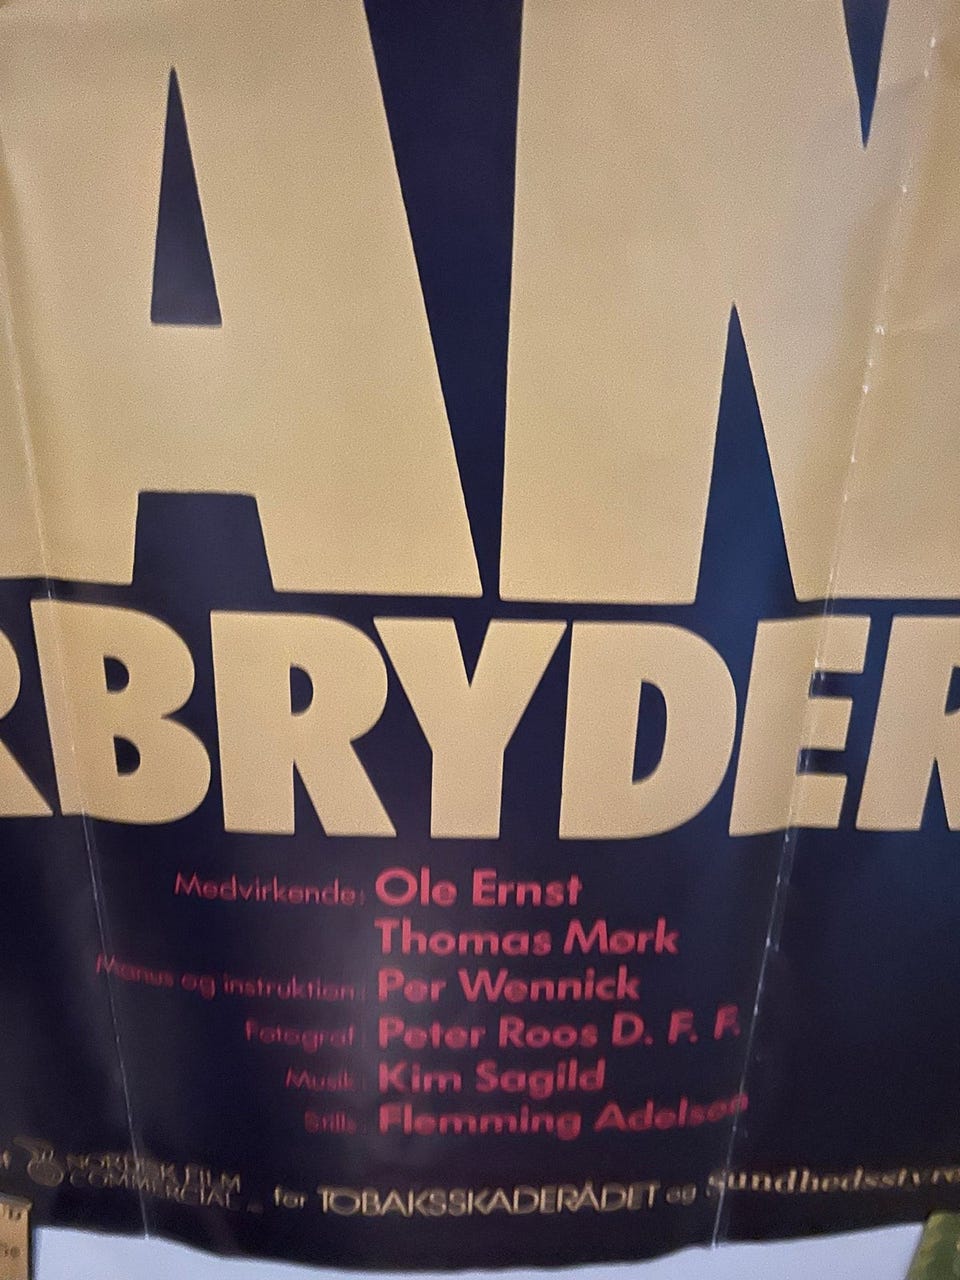 AN
RBRYDER
Medvirkende: Ole Ernst
Thomas Mørk
Manus og instruktion: Per Wennick
Fotograf: Peter Roos D. F. F.
Musik: Kim Sagild
Stills: Flemming Adelson
NORDISK FILM
COMMERCIAL for TOBAKSSKADERÅDET og Sundhedsstyre